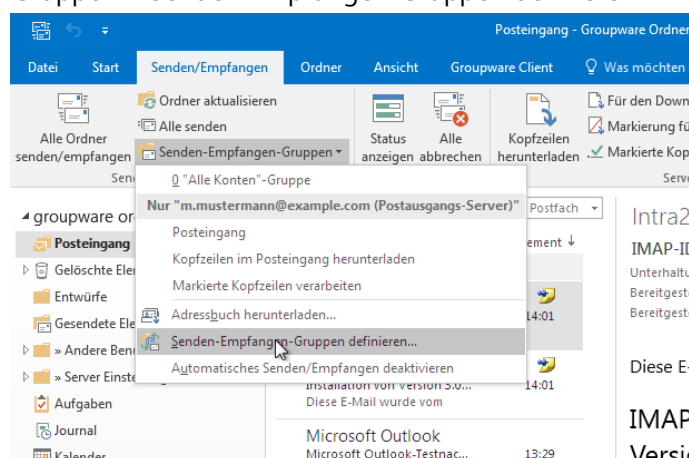 Posteingang - Groupware Ordner
Datei Start Senden/Empfangen Ordner Ansicht Groupware Client Was möchten
Alle Ordner
senden/empfangen
Ordner aktualisieren
Alle senden
Senden-Empfangen-Gruppen
Status
anzeigen
Alle
abbrechen
Kopfzeilen
herunterladen
Für den Down
Markierung fü
Markierte Kop
Sen
Serv
0 "Alle Konten"-Gruppe
Nur "m.mustermann@example.com (Postausgangs-Server)"
Posteingang
Kopfzeilen im Posteingang herunterladen
Markierte Kopfzeilen verarbeiten
Adressbuch herunterladen...
Senden-Empfangen-Gruppen definieren...
Automatisches Senden/Empfangen deaktivieren
groupware or
Posteingang
Gelöschte Ele
Entwürfe
Gesendete Ele
» Andere Ben
» Server Einste
Aufgaben
Journal
Kalender
Postfach
ement ↓
14:01
Installation von Version 3.0...
14:01
Diese E-Mail wurde vom
Microsoft Outlook
Microsoft Outlook-Testnac...
13:29
Intra2
IMAP-ID
Unterhaltu
Bereitgest
Bereitgest
Diese E-
IMAP
Versi